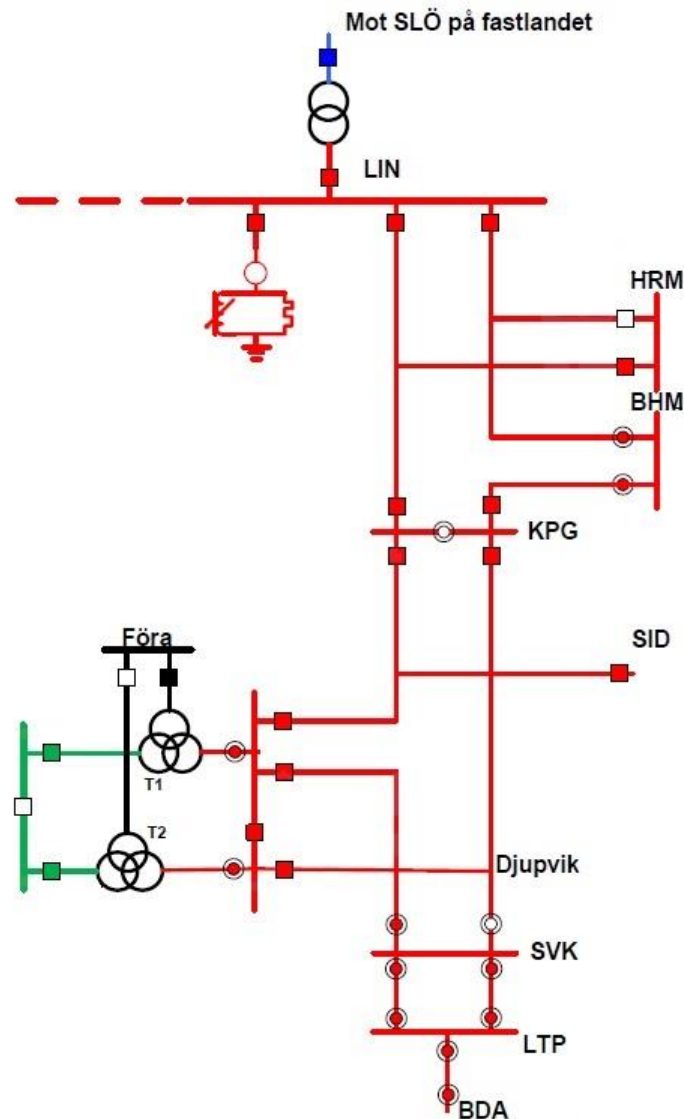 Mot SLÖ på fastlandet
LIN
HRM
BHM
KPG
Föra
SID
T1
T2
Djupvik
SVK
LTP
BDA